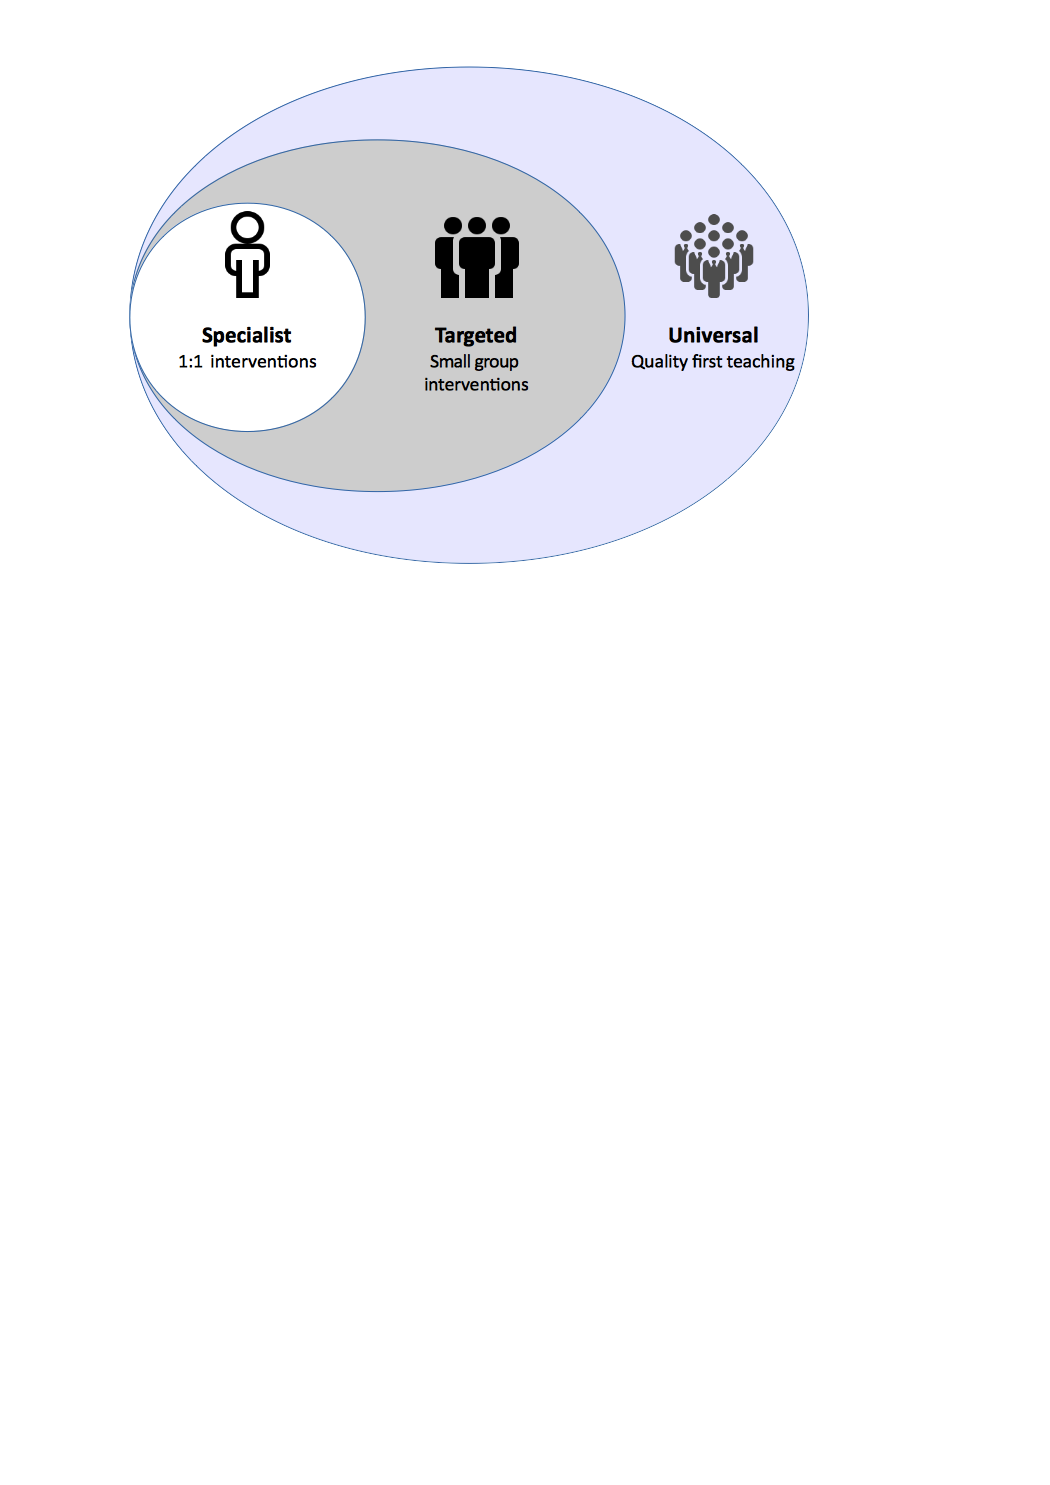 Specialist
1:1 interventions
Targeted
Small group
interventions
Universal
Quality first teaching